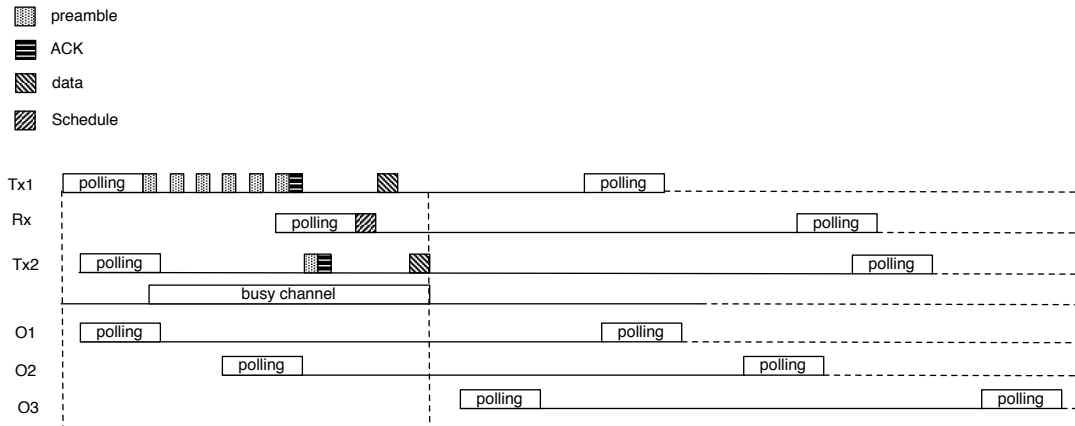 preamble
ACK
data
Schedule
Tx1 polling polling
Rx polling polling
Tx2 polling polling
busy channel
O1 polling polling
O2 polling polling
O3 polling polling